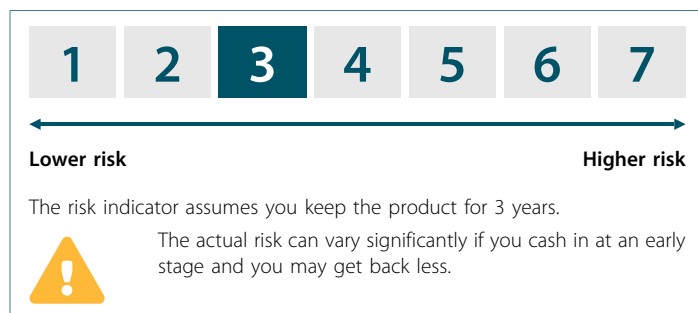 1 2 3 4 5 6 7
Lower risk Higher risk
The risk indicator assumes you keep the product for 3 years.
The actual risk can vary significantly if you cash in at an early
stage and you may get back less.